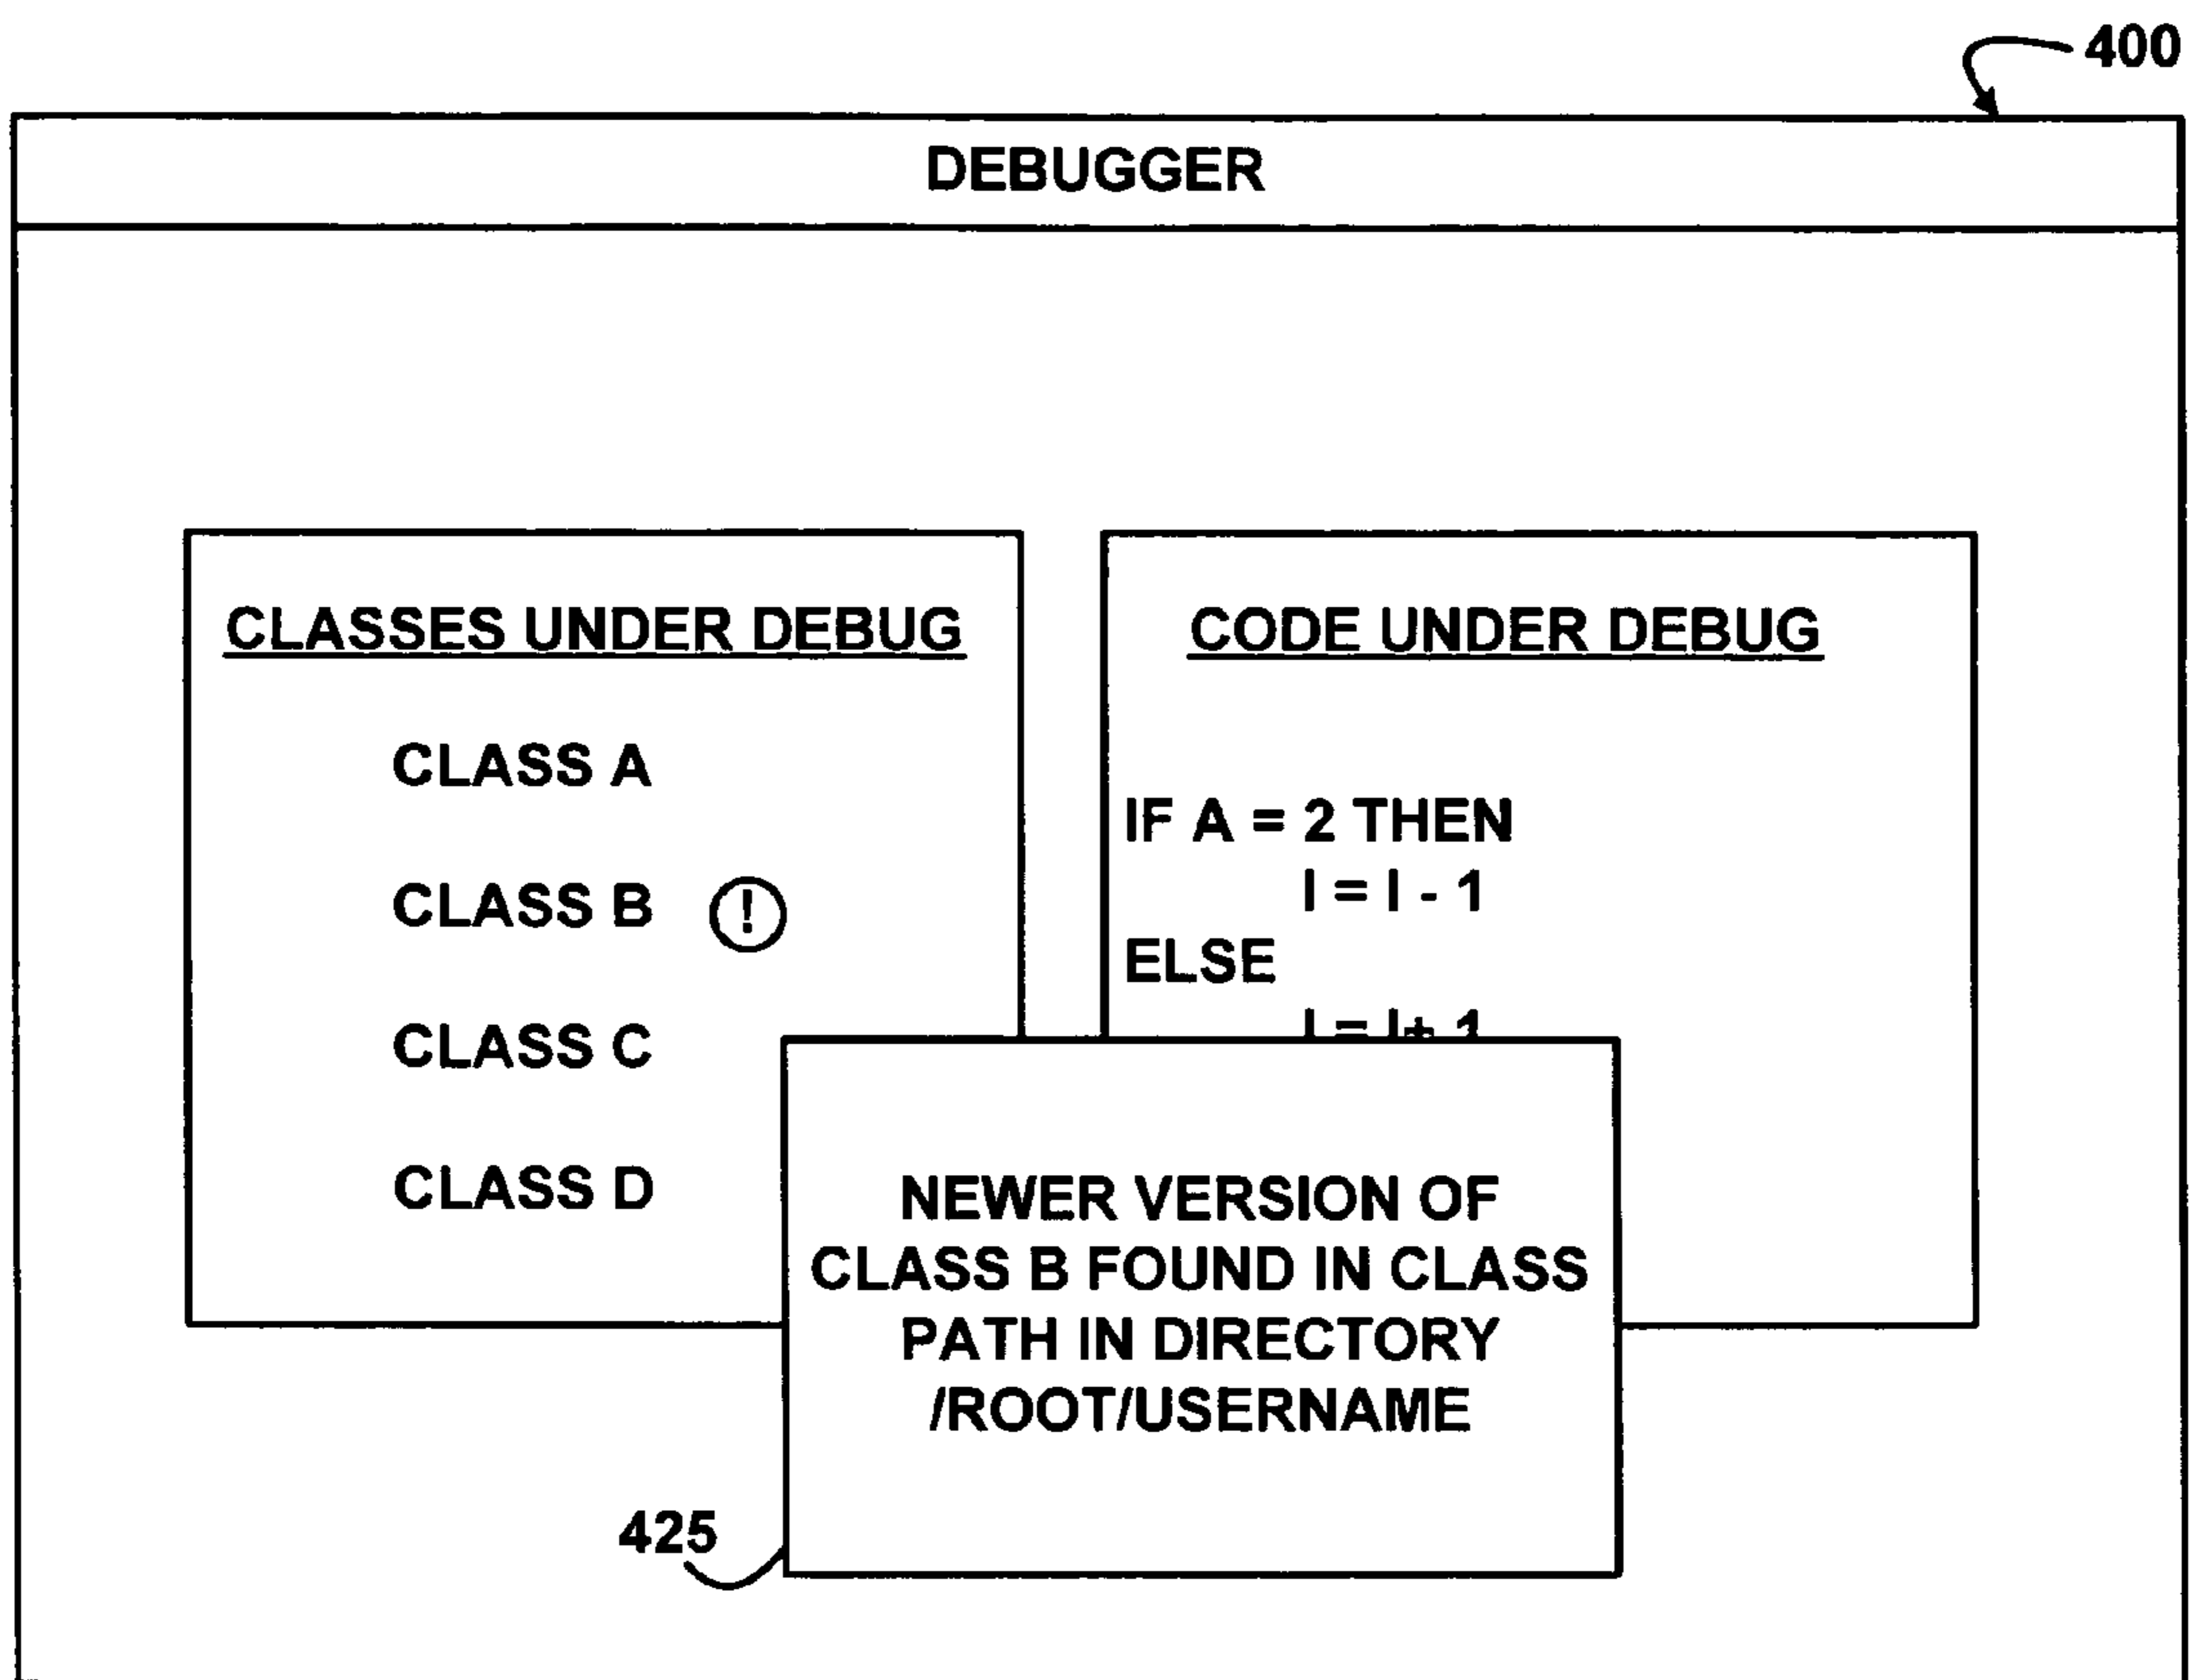 400
DEBUGGER
CLASSES UNDER DEBUG
CLASS A
CLASS B (!)
CLASS C
CLASS D
CODE UNDER DEBUG
IF A = 2 THEN
I = I - 1
ELSE
I = I+ 1
NEWER VERSION OF
CLASS B FOUND IN CLASS
PATH IN DIRECTORY
/ROOT/USERNAME
425